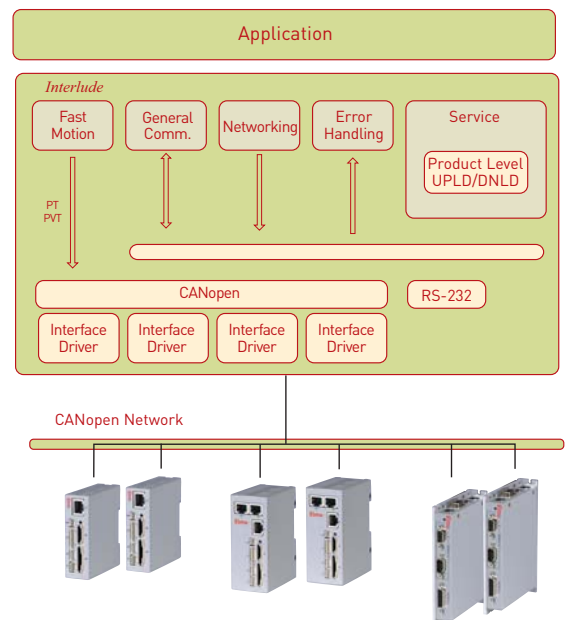 Application
Interlude
Fast
Motion
General
Comm.
Networking
Error
Handling
Service
Product Level
UPLD/DNLD
PT
PVT
CANopen
RS-232
Interface
Driver
Interface
Driver
Interface
Driver
Interface
Driver
CANopen Network